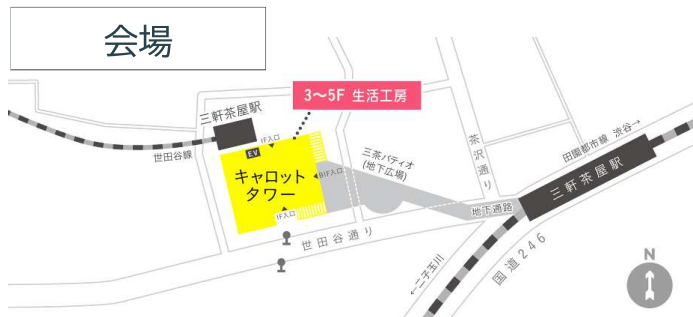 会場
3〜5F 生活工房
三軒茶屋駅
世田谷線
1F入口
EV
キャロット
タワー
B1F入口
1F入口
三茶パティオ
(地下広場)
茶沢通り
田園都市線 渋谷→
三軒茶屋駅
地下通路
世田谷通り
国道246
←二子玉川
N